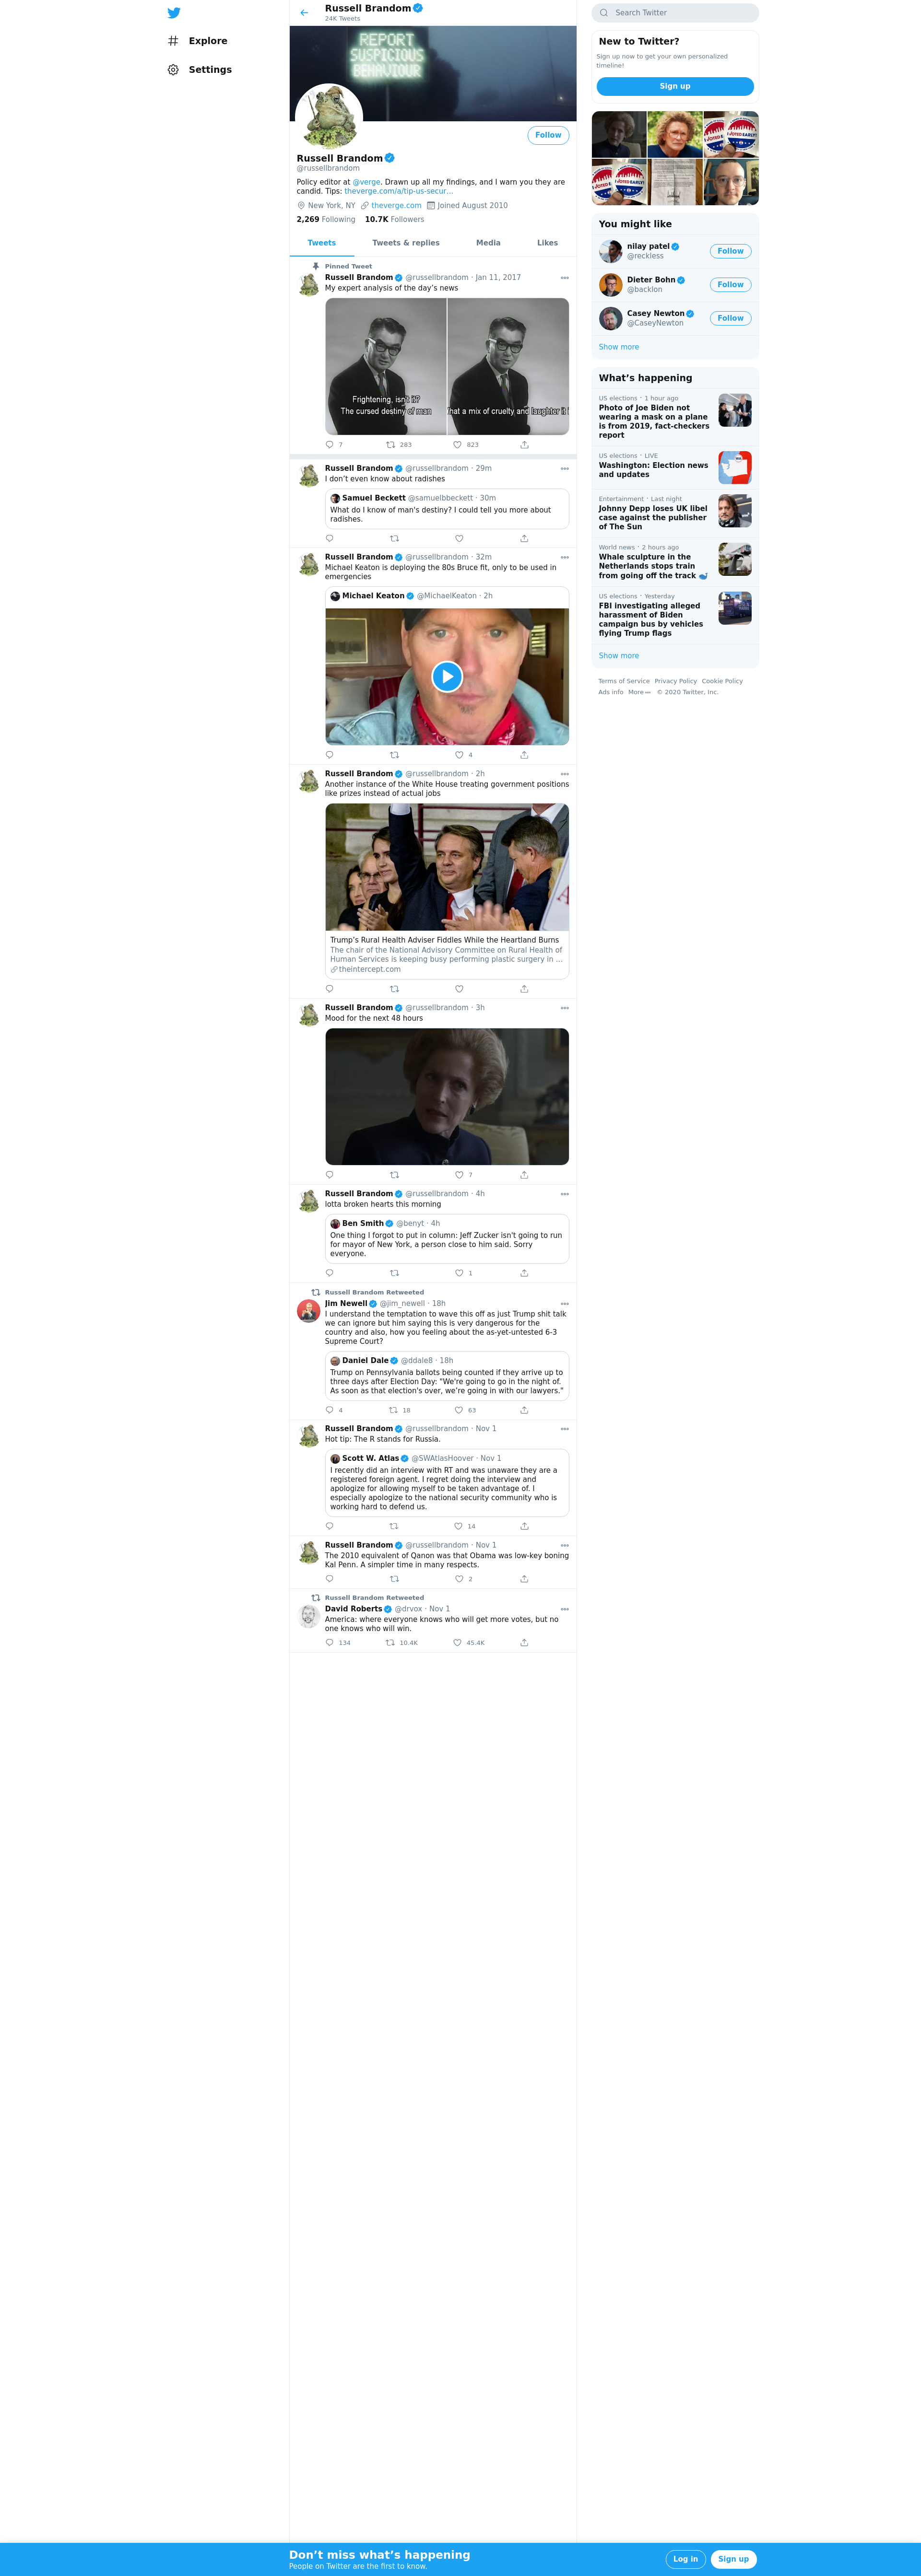 Explore
Settings
Russell Brandom
24K Tweets
REPORT
SUSPICIOUS
BEHAVIOUR
Follow
Russell Brandom
@russellbrandom
Policy editor at @verge. Drawn up all my findings, and I warn you they are
candid. Tips: theverge.com/a/tip-us-secur…
New York, NY theverge.com Joined August 2010
2,269 Following 10.7K Followers
Tweets Tweets & replies Media Likes
Pinned Tweet
Russell Brandom @russellbrandom · Jan 11, 2017
My expert analysis of the day’s news
Frightening, isn't it?
The cursed destiny of man
that a mix of cruelty and laughter it i
7 283 823
Russell Brandom @russellbrandom · 29m
I don’t even know about radishes
Samuel Beckett @samuelbbeckett · 30m
What do I know of man's destiny? I could tell you more about
radishes.
Russell Brandom @russellbrandom · 32m
Michael Keaton is deploying the 80s Bruce fit, only to be used in
emergencies
Michael Keaton @MichaelKeaton · 2h
4
Russell Brandom @russellbrandom · 2h
Another instance of the White House treating government positions
like prizes instead of actual jobs
Trump’s Rural Health Adviser Fiddles While the Heartland Burns
The chair of the National Advisory Committee on Rural Health of
Human Services is keeping busy performing plastic surgery in …
theintercept.com
Russell Brandom @russellbrandom · 3h
Mood for the next 48 hours
7
Russell Brandom @russellbrandom · 4h
lotta broken hearts this morning
Ben Smith @benyt · 4h
One thing I forgot to put in column: Jeff Zucker isn't going to run
for mayor of New York, a person close to him said. Sorry
everyone.
1
Russell Brandom Retweeted
Jim Newell @jim_newell · 18h
I understand the temptation to wave this off as just Trump shit talk
we can ignore but him saying this is very dangerous for the
country and also, how you feeling about the as-yet-untested 6-3
Supreme Court?
Daniel Dale @ddale8 · 18h
Trump on Pennsylvania ballots being counted if they arrive up to
three days after Election Day: "We're going to go in the night of.
As soon as that election's over, we’re going in with our lawyers."
4 18 63
Russell Brandom @russellbrandom · Nov 1
Hot tip: The R stands for Russia.
Scott W. Atlas @SWAtlasHoover · Nov 1
I recently did an interview with RT and was unaware they are a
registered foreign agent. I regret doing the interview and
apologize for allowing myself to be taken advantage of. I
especially apologize to the national security community who is
working hard to defend us.
14
Russell Brandom @russellbrandom · Nov 1
The 2010 equivalent of Qanon was that Obama was low-key boning
Kal Penn. A simpler time in many respects.
2
Russell Brandom Retweeted
David Roberts @drvox · Nov 1
America: where everyone knows who will get more votes, but no
one knows who will win.
134 10.4K 45.4K
Search Twitter
New to Twitter?
Sign up now to get your own personalized
timeline!
Sign up
You might like
nilay patel
@reckless
Follow
Dieter Bohn
@backlon
Follow
Casey Newton
@CaseyNewton
Follow
Show more
What’s happening
US elections · 1 hour ago
Photo of Joe Biden not
wearing a mask on a plane
is from 2019, fact-checkers
report
US elections · LIVE
Washington: Election news
and updates
Entertainment · Last night
Johnny Depp loses UK libel
case against the publisher
of The Sun
World news · 2 hours ago
Whale sculpture in the
Netherlands stops train
from going off the track
US elections · Yesterday
FBI investigating alleged
harassment of Biden
campaign bus by vehicles
flying Trump flags
Show more
Terms of Service Privacy Policy Cookie Policy
Ads info More © 2020 Twitter, Inc.
Don’t miss what’s happening
People on Twitter are the first to know.
Log in
Sign up